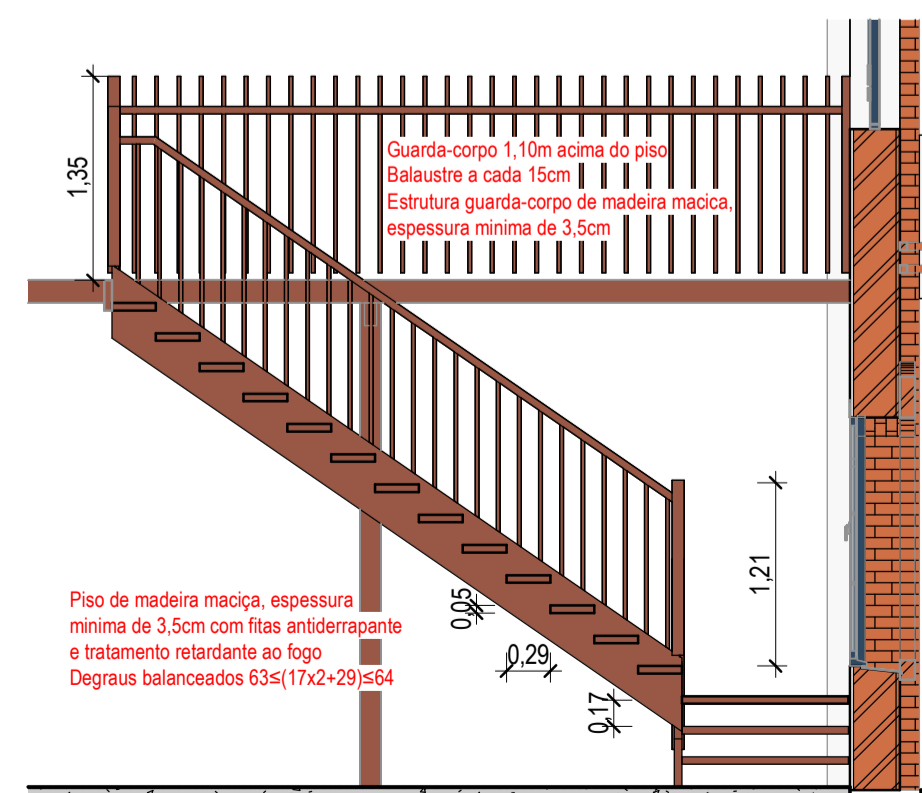 1,35
Guarda-corpo 1,10m acima do piso
Balaustre a cada 15cm
Estrutura guarda-corpo de madeira macica,
espessura minima de 3,5cm
1,21
Piso de madeira maciça, espessura
minima de 3,5cm com fitas antiderrapante
e tratamento retardante ao fogo
Degraus balanceados 63≤(17x2+29)≤64
0,05
0,29
0,17